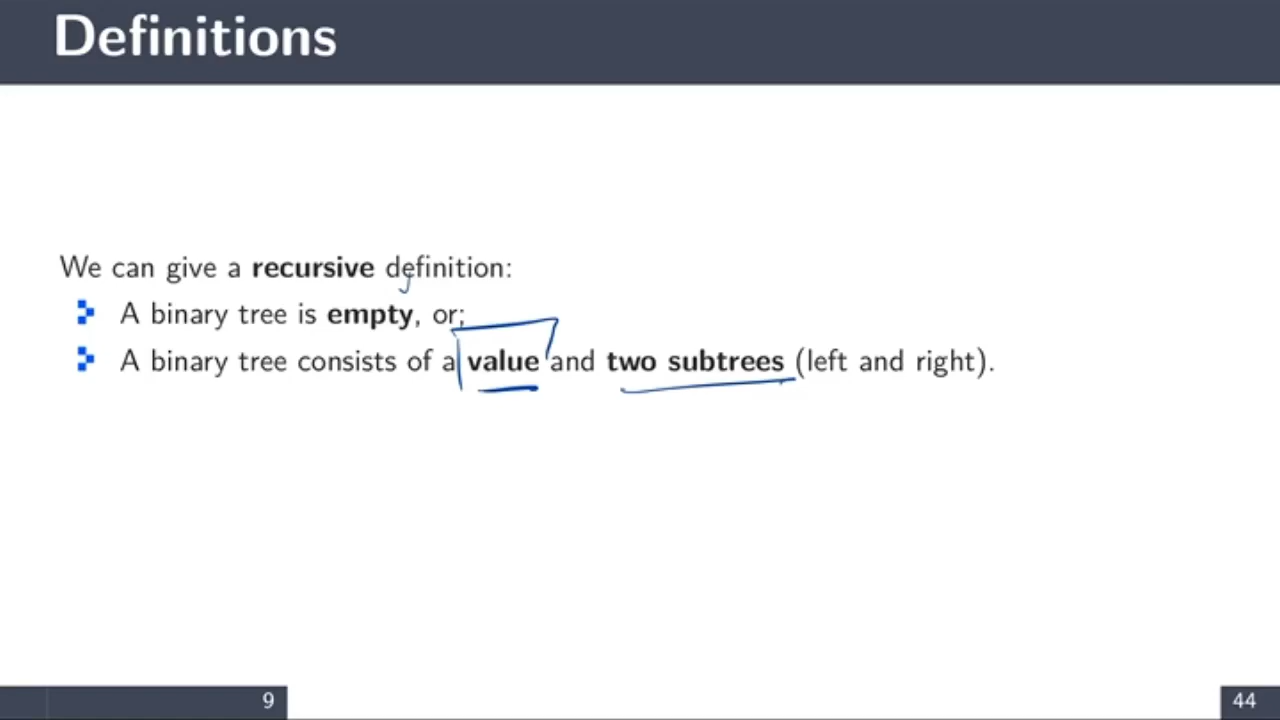 Definitions
We can give a recursive definition:
A binary tree is empty, or;
A binary tree consists of a value and two subtrees (left and right).
9
44